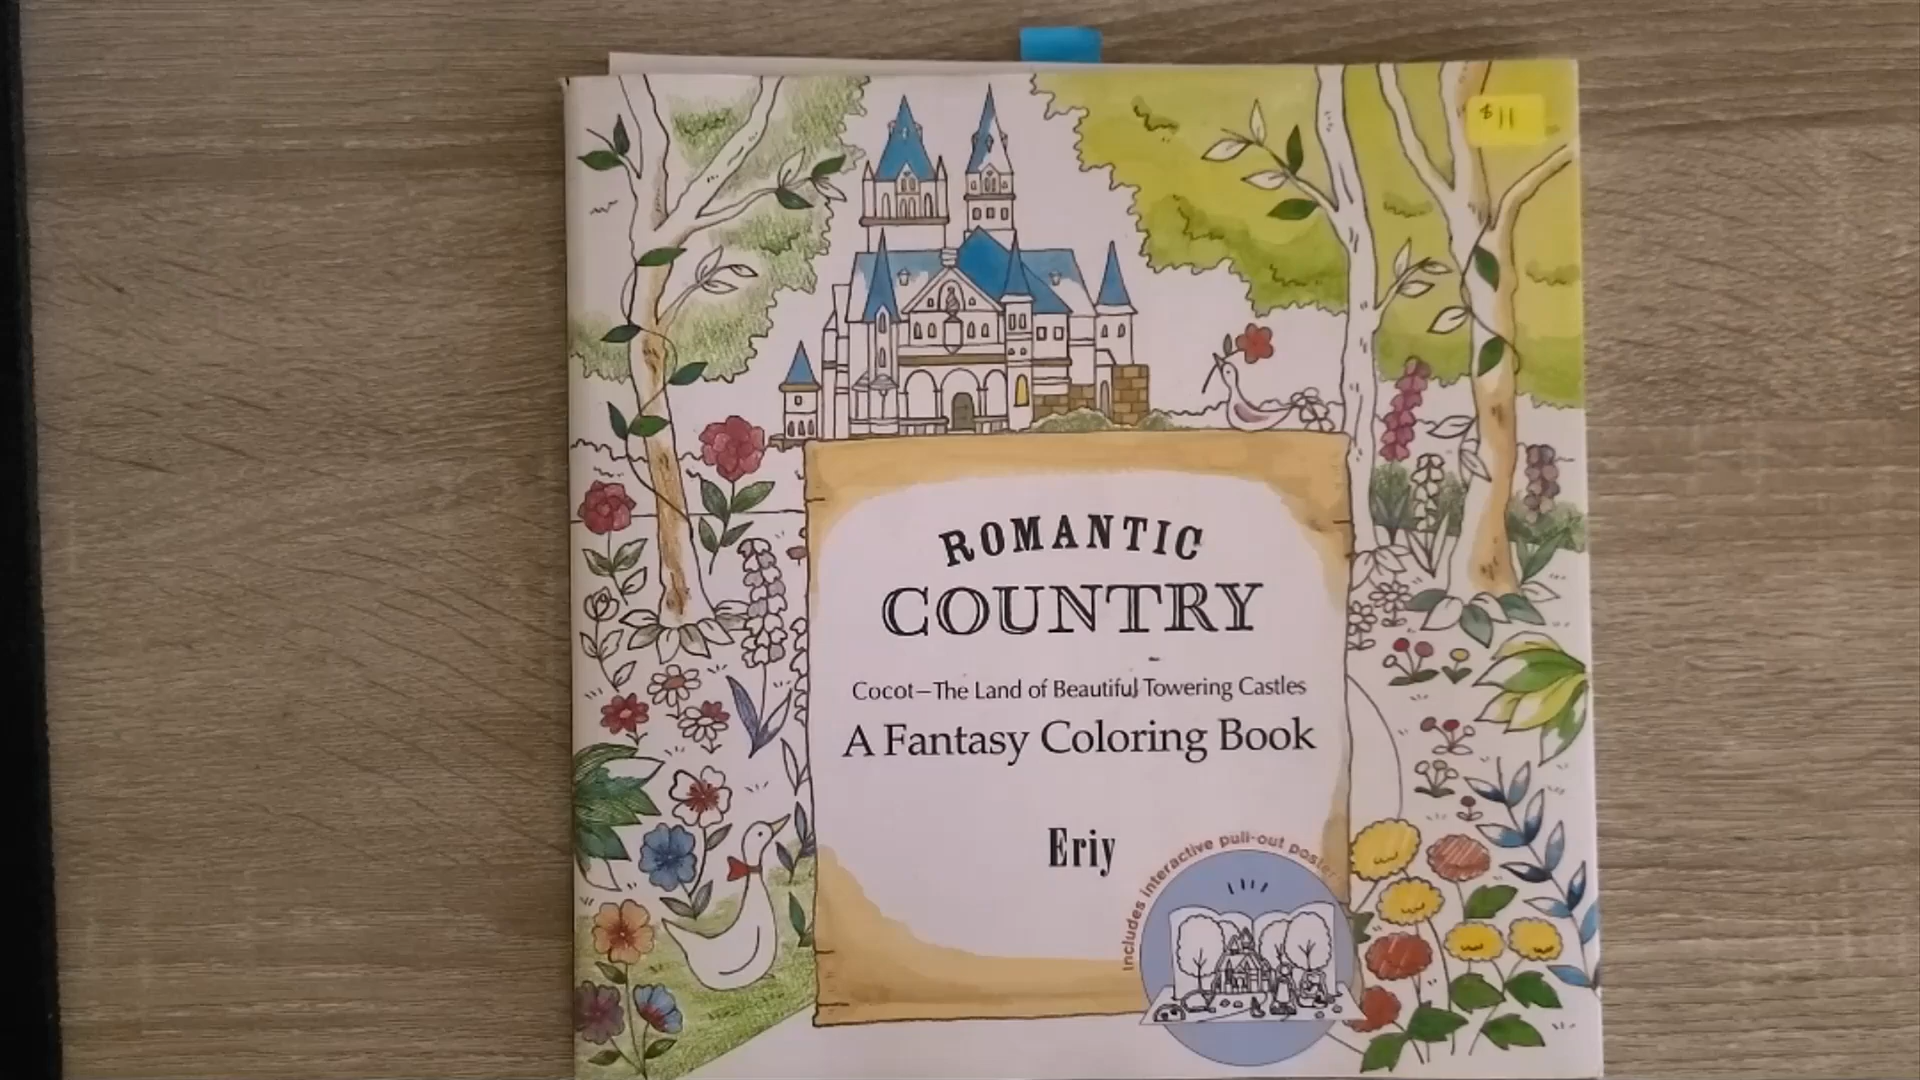 $11
ROMANTIC
COUNTRY
Cocot–The Land of Beautiful Towering Castles
A Fantasy Coloring Book
Eriy
Includes interactive pull-out poster